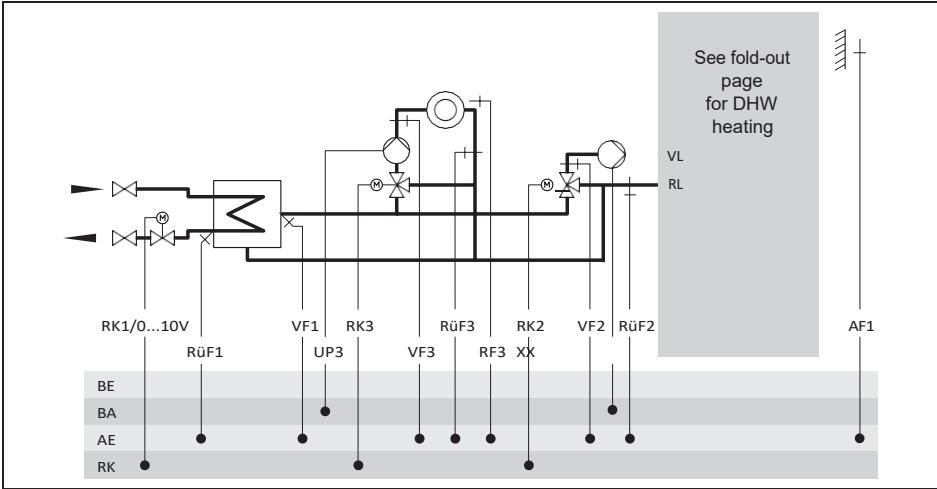 See fold-out
page
for DHW
heating
VL
RL
M
M
M
RK1/0...10V
VF1
RK3
RüF3
RK2
VF2
RüF2
AF1
RüF1
UP3
VF3
RF3
XX
BE
BA
AE
RK